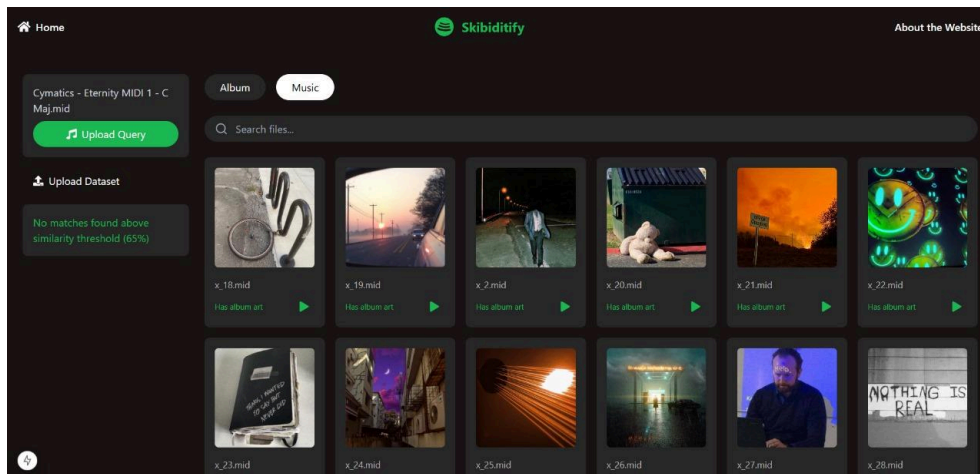 Home
Skibiditify
About the Website
Cymatics - Eternity MIDI 1 - C
Maj.mid
Upload Query
Upload Dataset
No matches found above
similarity threshold (65%)
Album
Music
Search files...
x_18.mid
x_19.mid
x_2.mid
x_20.mid
x_21.mid
x_22.mid
Has album art
Has album art
Has album art
Has album art
Has album art
Has album art
NOTHING IS
REAL
x_23.mid
x_24.mid
x_25.mid
x_26.mid
x_27.mid
x_28.mid